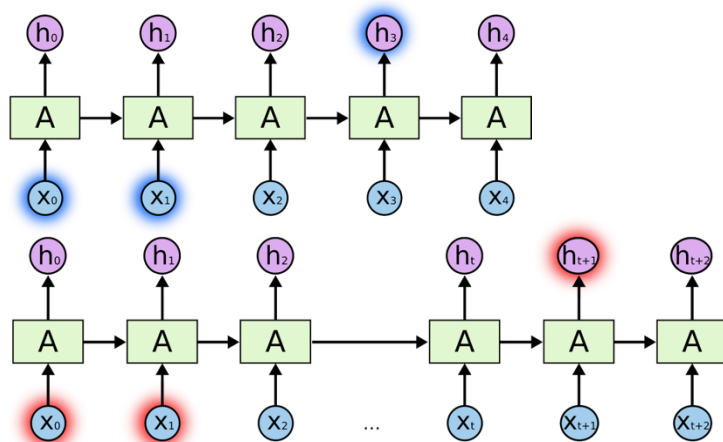 h₀ h₁ h₂ h₃ h₄
A A A A A
x₀ x₁ x₂ x₃ x₄
h₀ h₁ h₂ hₜ hₜ₊₁ hₜ₊₂
A A A A A A
x₀ x₁ x₂ ... xₜ xₜ₊₁ xₜ₊₂